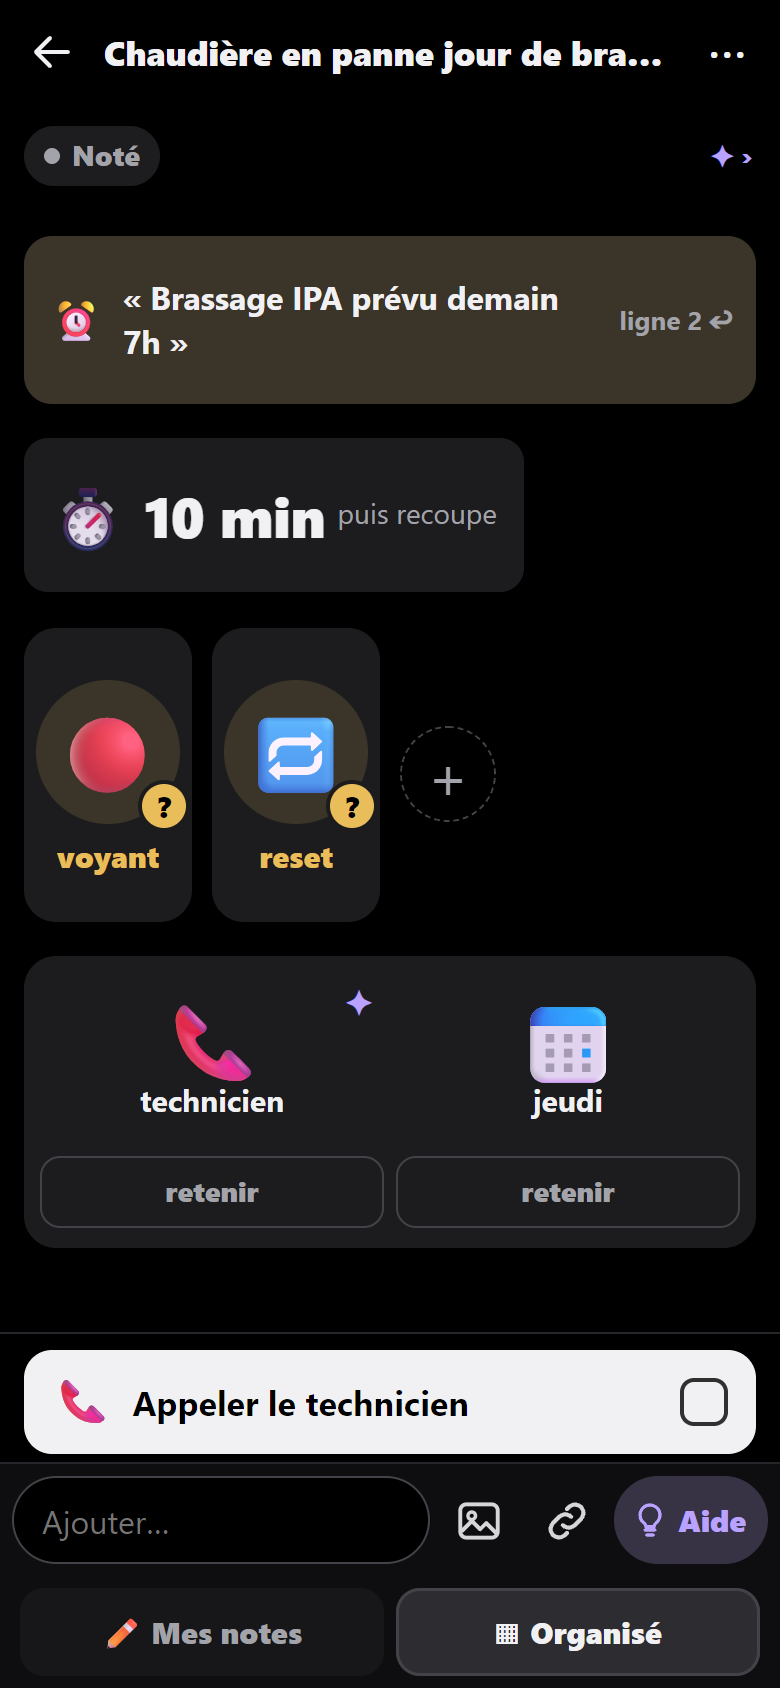 Chaudière en panne jour de bra...
Noté
« Brassage IPA prévu demain
7h »
ligne 2 ↩
10 min puis recoupe
?
?
voyant
reset
+
technicien
jeudi
retenir
retenir
Appeler le technicien
Ajouter...
Aide
Mes notes
Organisé